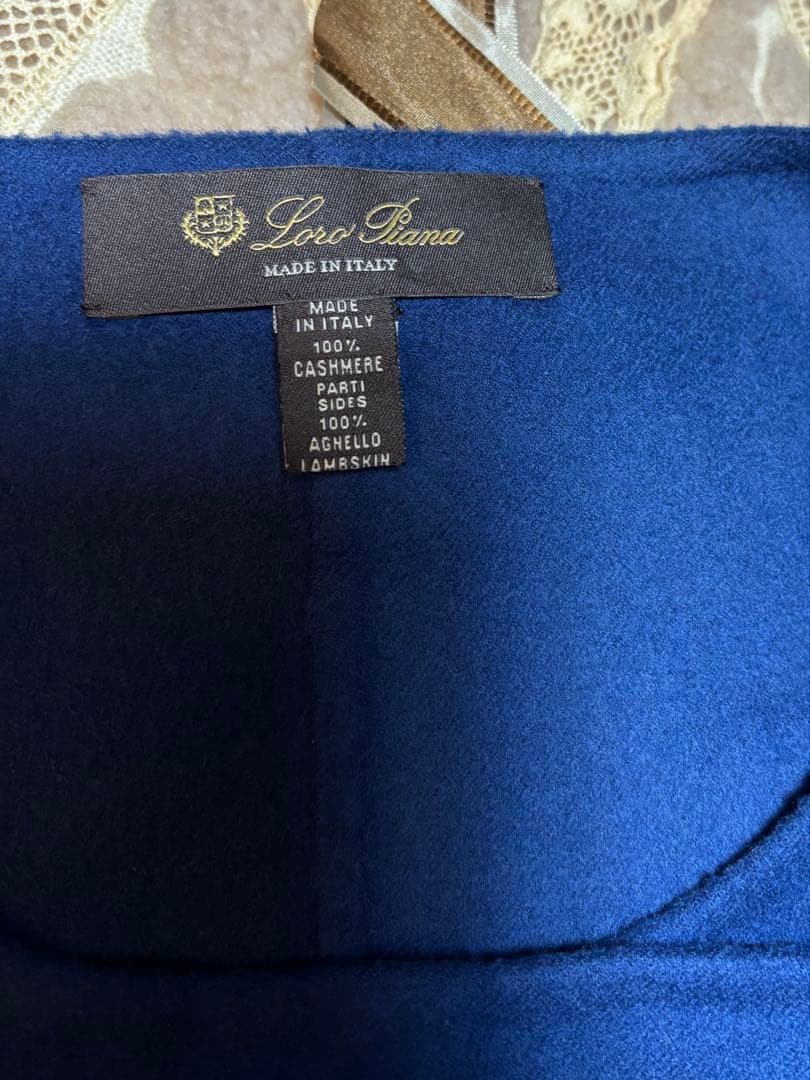 Loro Piana
MADE IN ITALY
MADE
IN ITALY
100%
CASHMERE
PARTI
SIDES
100%
AGNELLO
LAMBSKIN